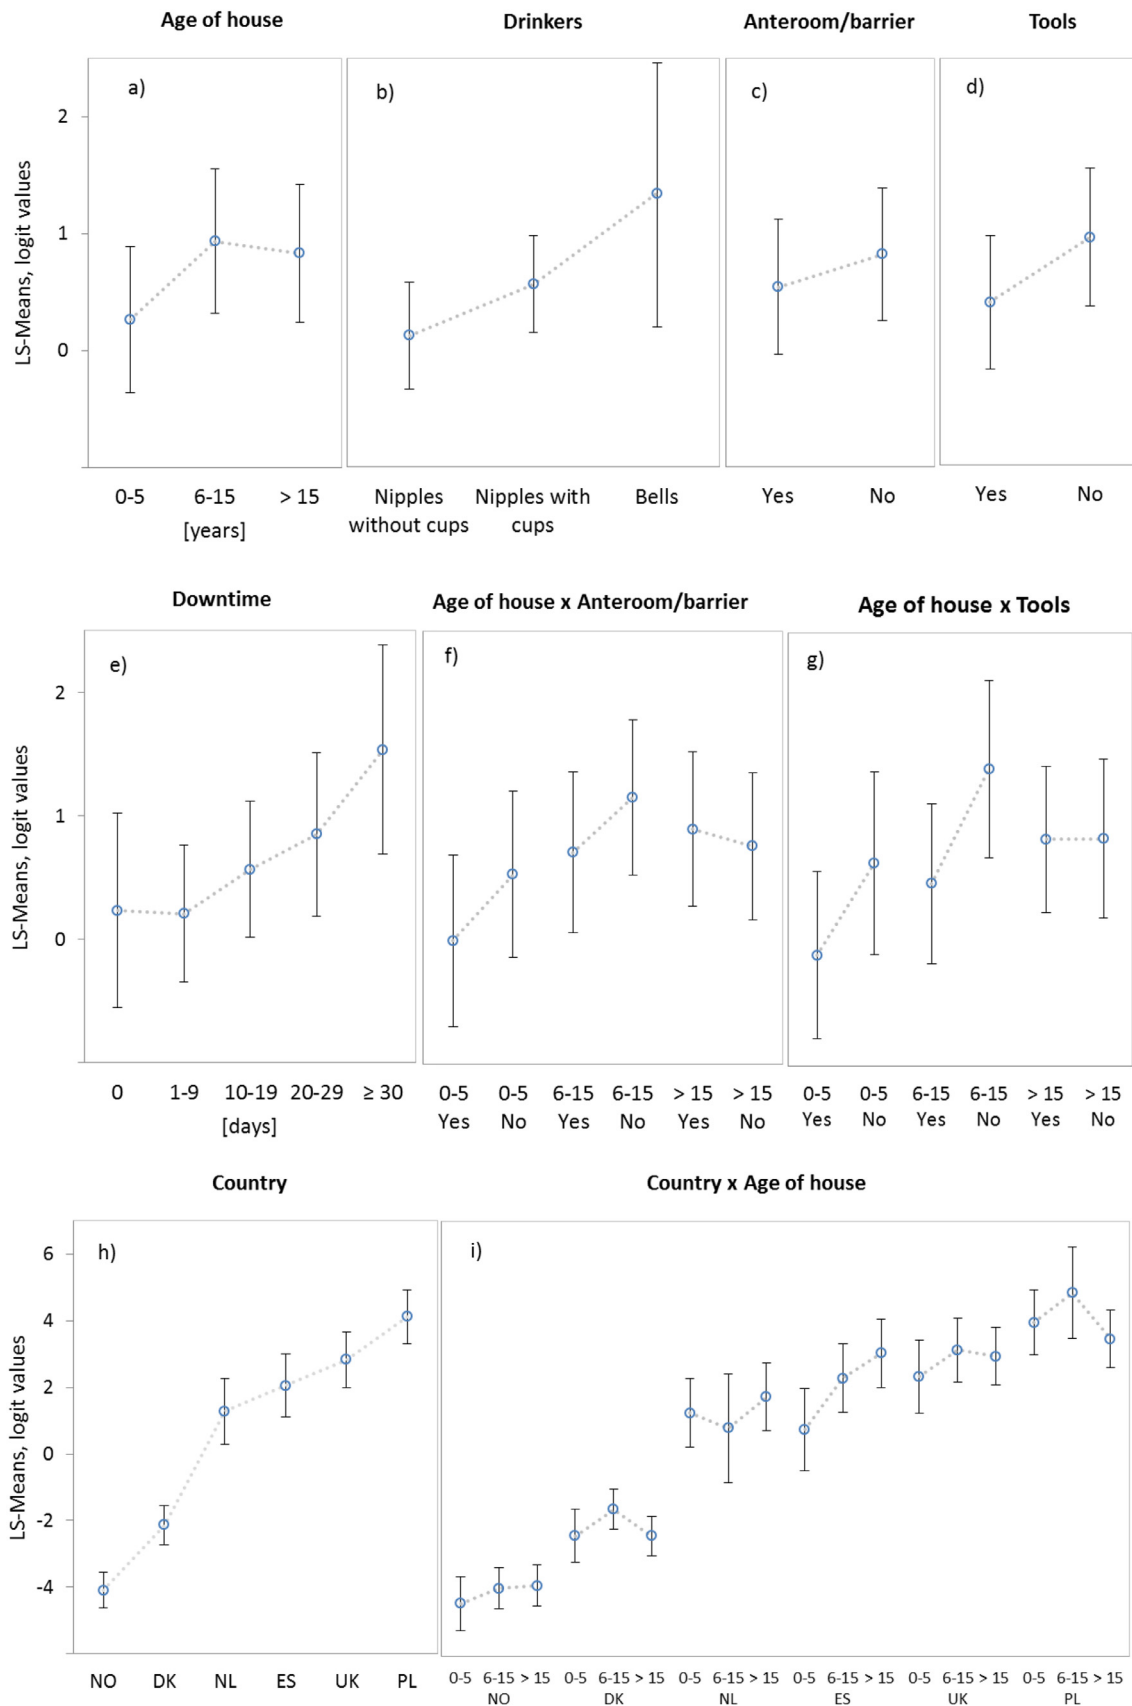 Age of house Drinkers Anteroom/barrier Tools
a) b) c) d)
2
1
0
LS-Means, logit values
0-5 6-15 > 15 Nipples Nipples with Bells Yes No Yes No
[years] without cups cups
Downtime Age of house x Anteroom/barrier Age of house x Tools
e) f) g)
2
1
0
LS-Means, logit values
0 1-9 10-19 20-29 ≥ 30 0-5 0-5 6-15 6-15 > 15 > 15 0-5 0-5 6-15 6-15 > 15 > 15
[days] Yes No Yes No Yes No Yes No Yes No Yes No
Country Country x Age of house
h) i)
6
4
2
0
-2
-4
LS-Means, logit values
NO DK NL ES UK PL 0-5 6-15 > 15 0-5 6-15 > 15 0-5 6-15 > 15 0-5 6-15 > 15 0-5 6-15 > 15 0-5 6-15 > 15
NO DK NL ES UK PL